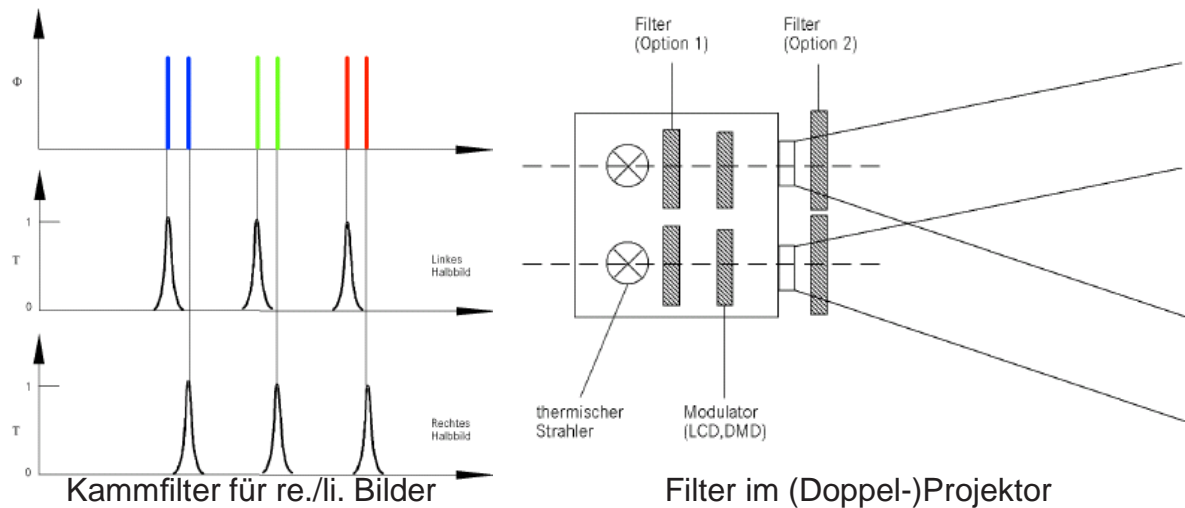 Φ
1
T
0
Linkes
Halbbild
1
T
0
Rechtes
Halbbild
Kammfilter für re./li. Bilder
Filter
(Option 1)
Filter
(Option 2)
thermischer
Strahler
Modulator
(LCD,DMD)
Filter im (Doppel-)Projektor